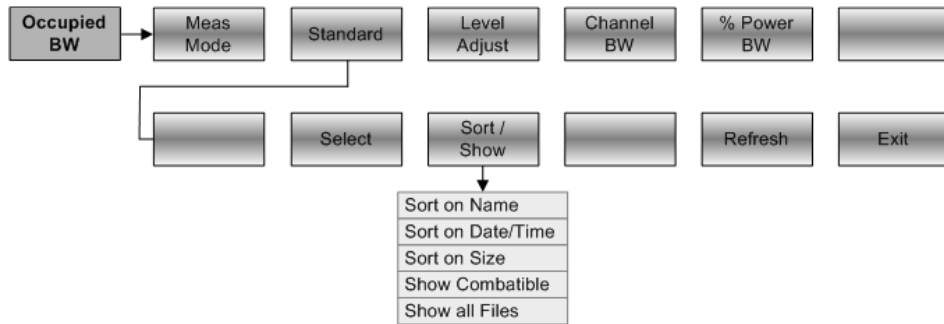 Occupied
BW
Meas
Mode
Standard
Level
Adjust
Channel
BW
% Power
BW
Select
Sort /
Show
Refresh
Exit
Sort on Name
Sort on Date/Time
Sort on Size
Show Combatible
Show all Files